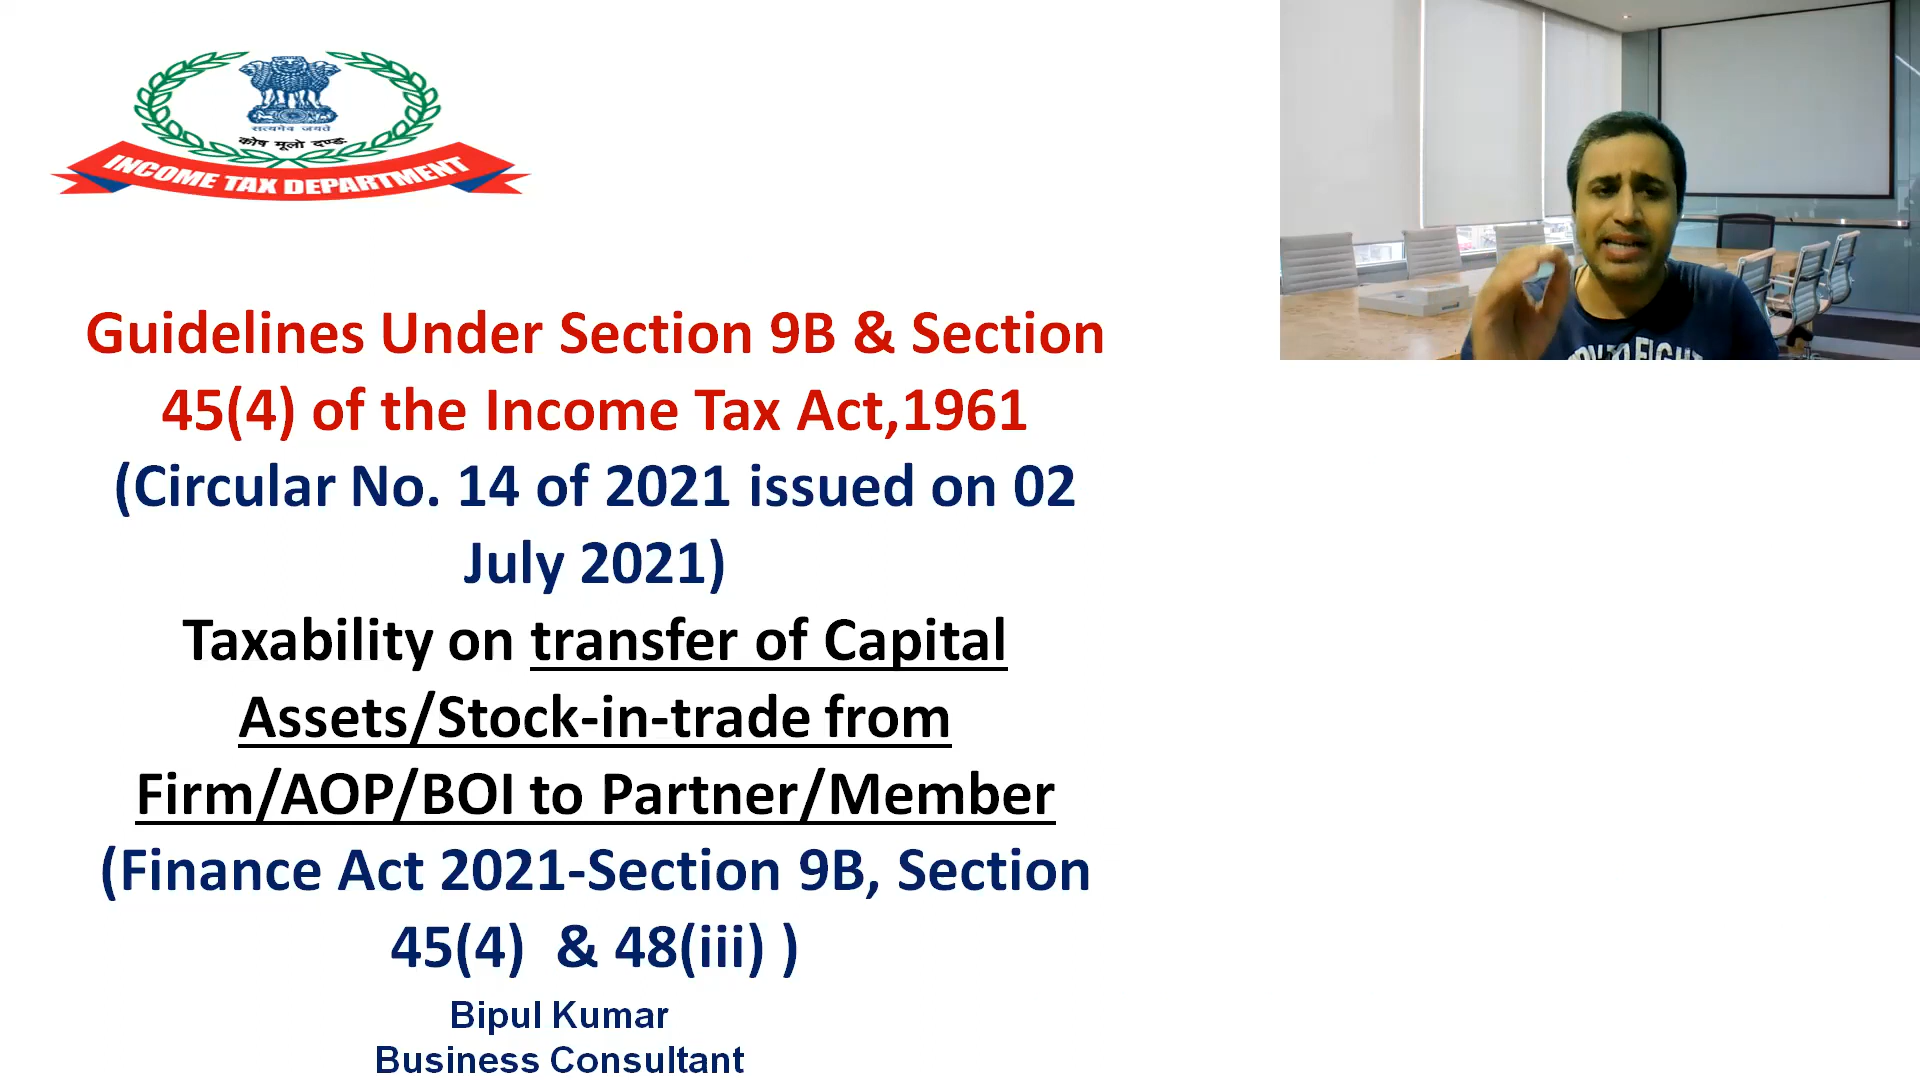 सत्यमेव जयते
कोष मूलो दण्डः
INCOME TAX DEPARTMENT
Guidelines Under Section 9B & Section
45(4) of the Income Tax Act,1961
(Circular No. 14 of 2021 issued on 02
July 2021)
Taxability on transfer of Capital
Assets/Stock-in-trade from
Firm/AOP/BOI to Partner/Member
(Finance Act 2021-Section 9B, Section
45(4) & 48(iii) )
Bipul Kumar
Business Consultant